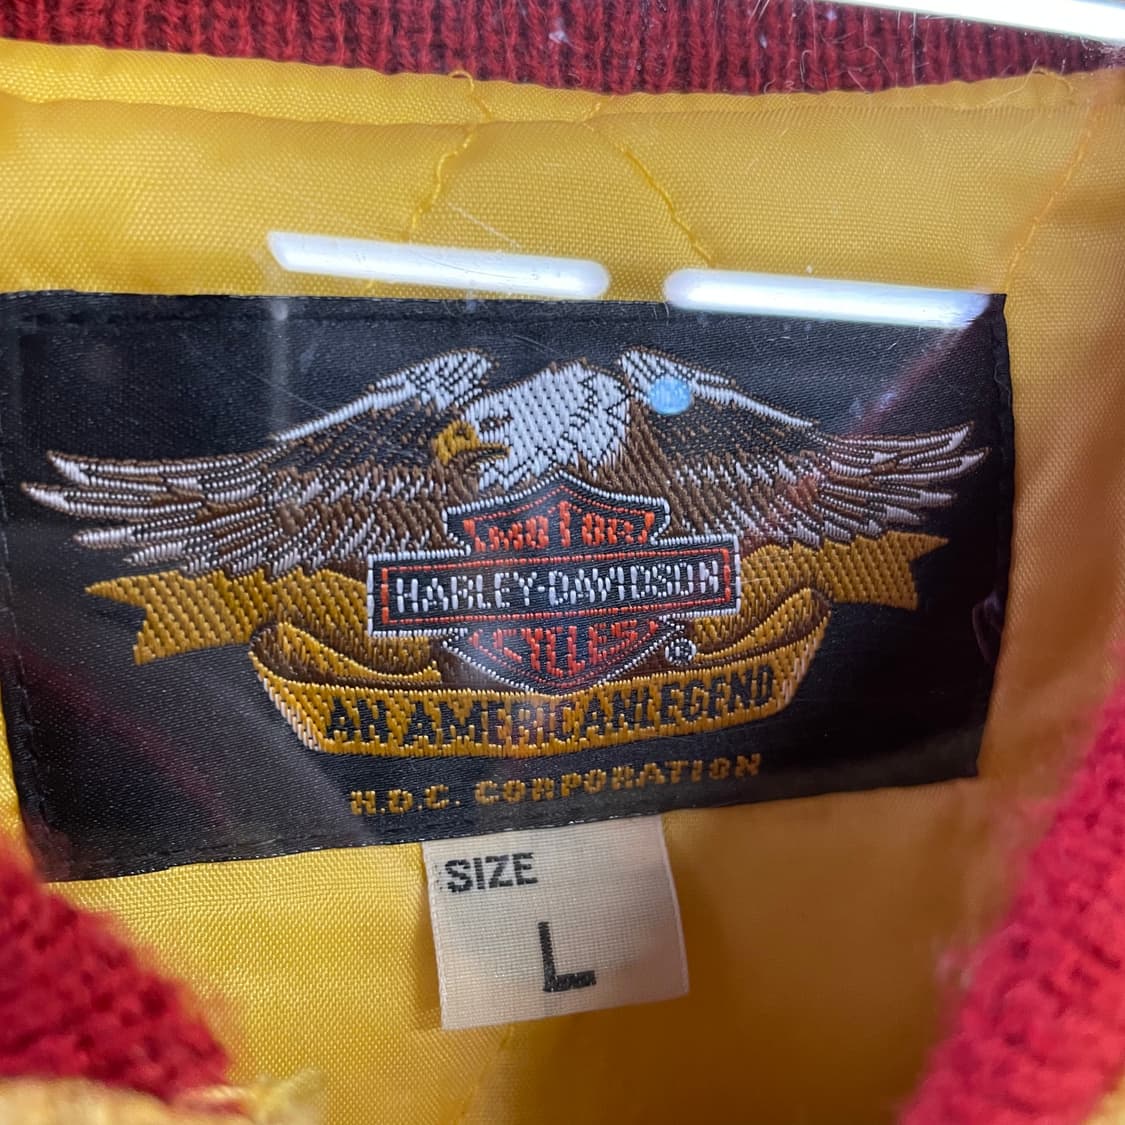 MOTOR
HARLEY-DAVIDSON
CYCLES
®
AN AMERICAN LEGEND
H.D.C. CORPORATION
SIZE
L